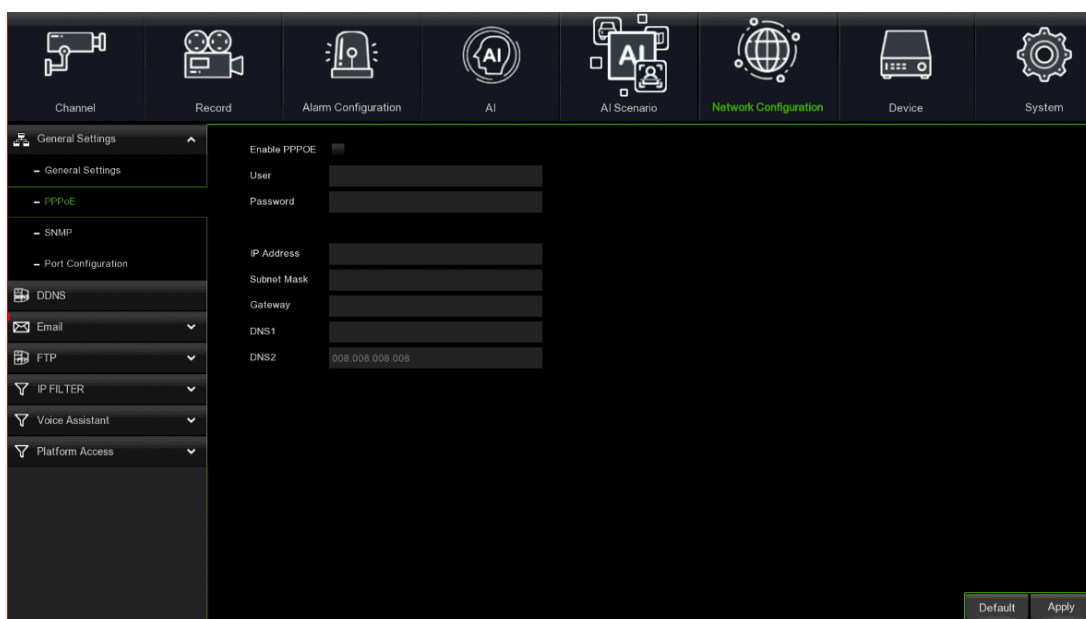 AI
AI
Channel
Record
Alarm Configuration
AI
AI Scenario
Network Configuration
Device
System
General Settings
– General Settings
– PPPoE
– SNMP
– Port Configuration
DDNS
Email
FTP
IP FILTER
Voice Assistant
Platform Access
Enable PPPOE
User
Password
IP Address
Subnet Mask
Gateway
DNS1
DNS2 008.008.008.008
Default Apply